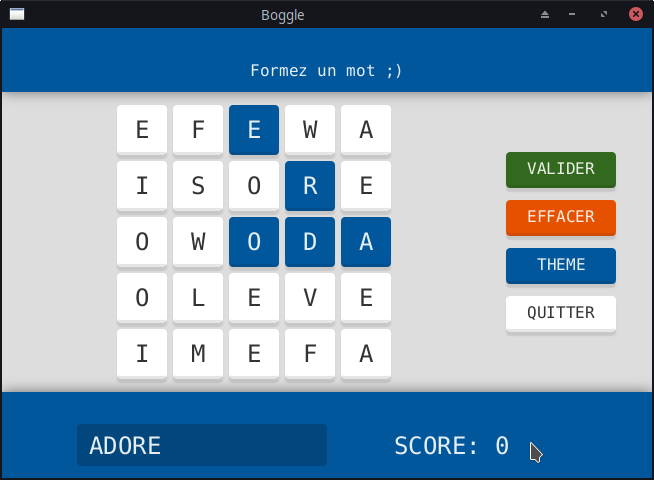 Boggle
Formez un mot ;)
E F E W A
I S O R E
O W O D A
O L E V E
I M E F A
VALIDER
EFFACER
THEME
QUITTER
ADORE
SCORE: 0